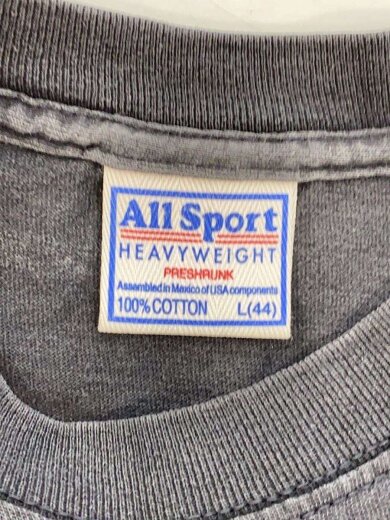 All Sport
HEAVYWEIGHT
PRESHRUNK
Assembled in Mexico of USA components
100% COTTON L(44)